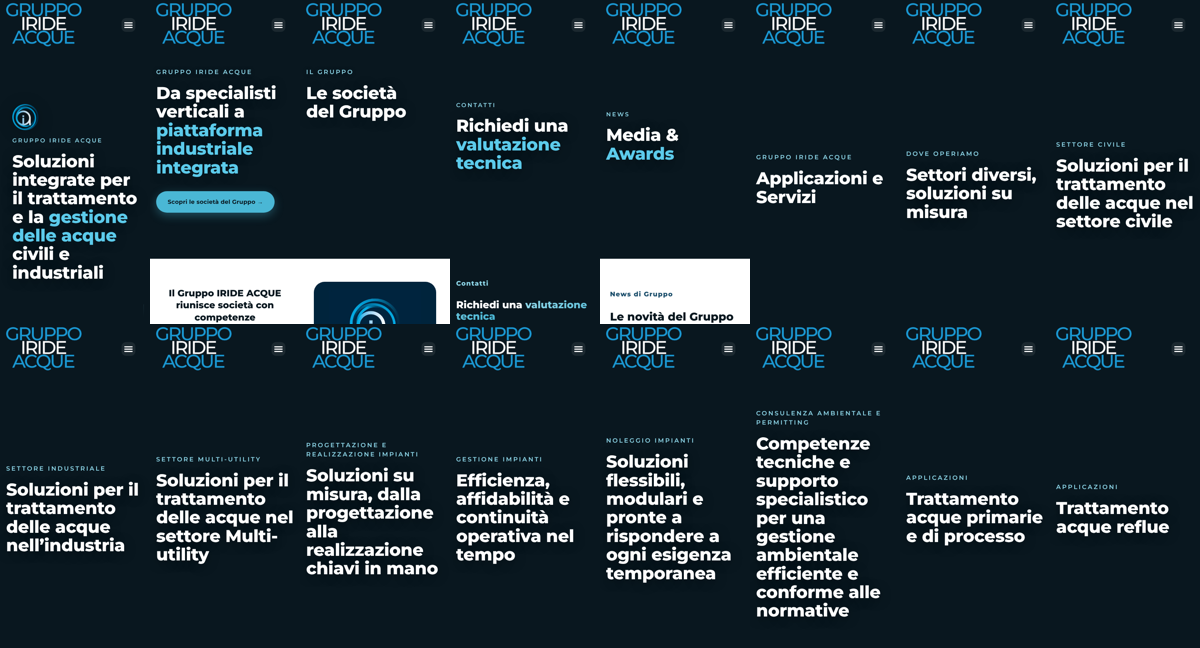 GRUPPO
IRIDE
ACQUE
GRUPPO IRIDE ACQUE
Soluzioni
integrate per
il trattamento
e la gestione
delle acque
civili e
industriali
GRUPPO
IRIDE
ACQUE
GRUPPO IRIDE ACQUE
Da specialisti
verticali a
piattaforma
industriale
integrata
Scopri le società del Gruppo →
Il Gruppo IRIDE ACQUE
riunisce società con
competenze
GRUPPO
IRIDE
ACQUE
IL GRUPPO
Le società
del Gruppo
GRUPPO
IRIDE
ACQUE
CONTATTI
Richiedi una
valutazione
tecnica
Contatti
Richiedi una valutazione
tecnica
GRUPPO
IRIDE
ACQUE
NEWS
Media &
Awards
News di Gruppo
Le novità del Gruppo
GRUPPO
IRIDE
ACQUE
GRUPPO IRIDE ACQUE
Applicazioni e
Servizi
GRUPPO
IRIDE
ACQUE
DOVE OPERIAMO
Settori diversi,
soluzioni su
misura
GRUPPO
IRIDE
ACQUE
SETTORE CIVILE
Soluzioni per il
trattamento
delle acque nel
settore civile
GRUPPO
IRIDE
ACQUE
SETTORE INDUSTRIALE
Soluzioni per il
trattamento
delle acque
nell’industria
GRUPPO
IRIDE
ACQUE
SETTORE MULTI-UTILITY
Soluzioni per il
trattamento
delle acque nel
settore Multi-
utility
GRUPPO
IRIDE
ACQUE
PROGETTAZIONE E
REALIZZAZIONE IMPIANTI
Soluzioni su
misura, dalla
progettazione
alla
realizzazione
chiavi in mano
GRUPPO
IRIDE
ACQUE
GESTIONE IMPIANTI
Efficienza,
affidabilità e
continuità
operativa nel
tempo
GRUPPO
IRIDE
ACQUE
NOLEGGIO IMPIANTI
Soluzioni
flessibili,
modulari e
pronte a
rispondere a
ogni esigenza
temporanea
GRUPPO
IRIDE
ACQUE
CONSULENZA AMBIENTALE E
PERMITTING
Competenze
tecniche e
supporto
specialistico
per una
gestione
ambientale
efficiente e
conforme alle
normative
GRUPPO
IRIDE
ACQUE
APPLICAZIONI
Trattamento
acque primarie
e di processo
GRUPPO
IRIDE
ACQUE
APPLICAZIONI
Trattamento
acque reflue